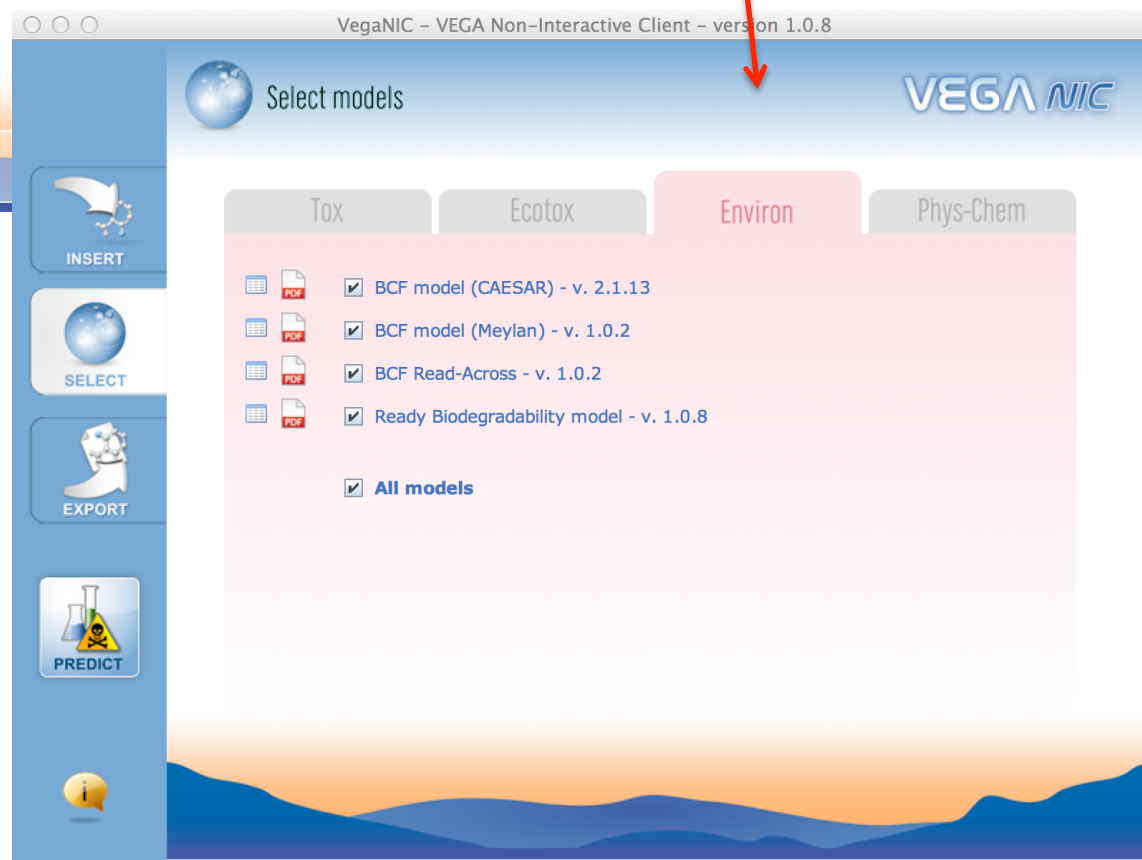 VegaNIC – VEGA Non-Interactive Client – version 1.0.8
Select models
VEGA NIC
Tox
Ecotox
Environ
Phys-Chem
INSERT
SELECT
EXPORT
PREDICT
i
PDF
BCF model (CAESAR) - v. 2.1.13
PDF
BCF model (Meylan) - v. 1.0.2
PDF
BCF Read-Across - v. 1.0.2
PDF
Ready Biodegradability model - v. 1.0.8
All models